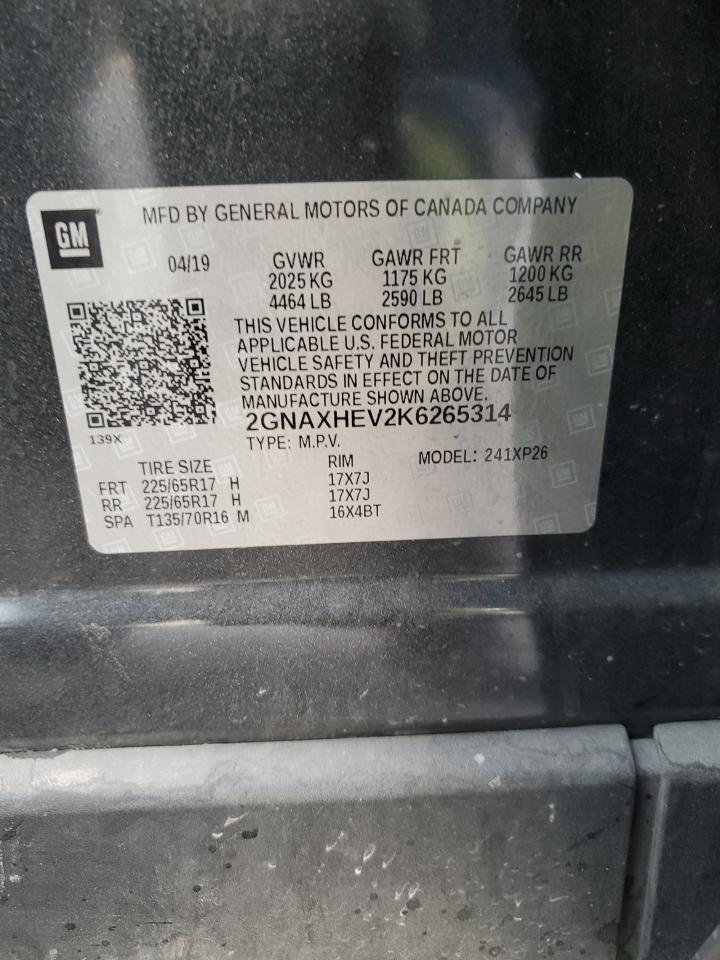 GM
MFD BY GENERAL MOTORS OF CANADA COMPANY
04/19
GVWR GAWR FRT GAWR RR
2025 KG 1175 KG 1200 KG
4464 LB 2590 LB 2645 LB
THIS VEHICLE CONFORMS TO ALL
APPLICABLE U.S. FEDERAL MOTOR
VEHICLE SAFETY AND THEFT PREVENTION
STANDARDS IN EFFECT ON THE DATE OF
MANUFACTURE SHOWN ABOVE.
2GNAXHEV2K6265314
139X
TYPE: M.P.V.
MODEL: 241XP26
TIRE SIZE RIM
FRT 225/65R17 H 17X7J
RR 225/65R17 H 17X7J
SPA T135/70R16 M 16X4BT